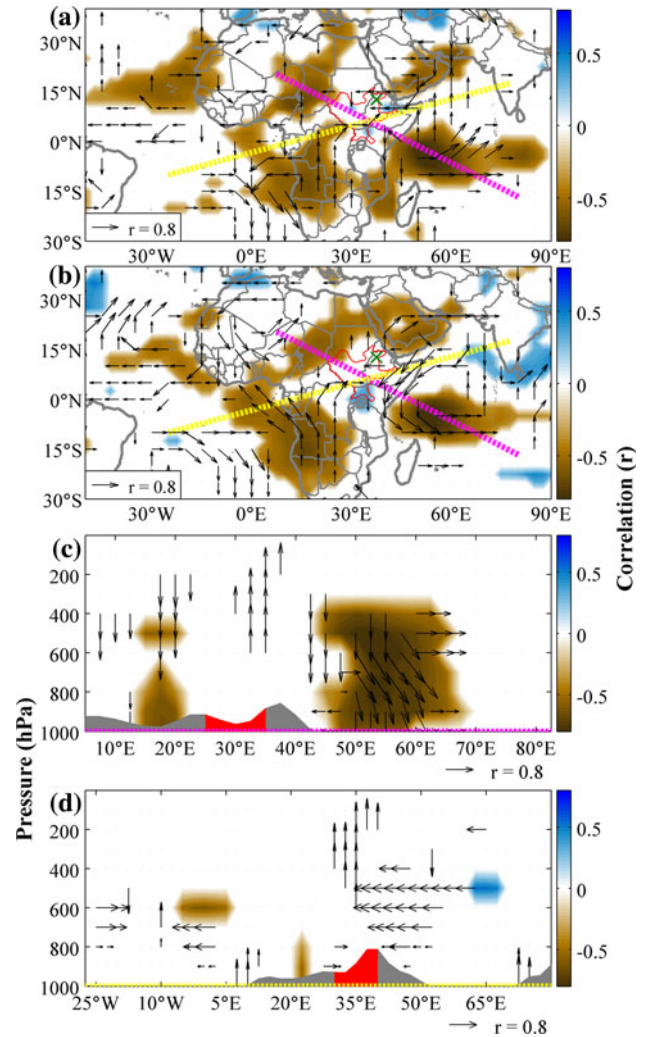 (a)
30°N
15°N
0°N
15°S
30°S
r = 0.8
30°W 0°E 30°E 60°E 90°E
0.5
0
-0.5
(b)
30°N
15°N
0°N
15°S
30°S
r = 0.8
30°W 0°E 30°E 60°E 90°E
0.5
0
-0.5
Correlation (r)
(c)
200
400
600
800
1000
10°E 20°E 30°E 40°E 50°E 60°E 70°E 80°E
r = 0.8
0.5
0
-0.5
Pressure (hPa)
(d)
200
400
600
800
1000
25°W 10°W 5°E 20°E 35°E 50°E 65°E
r = 0.8
0.5
0
-0.5